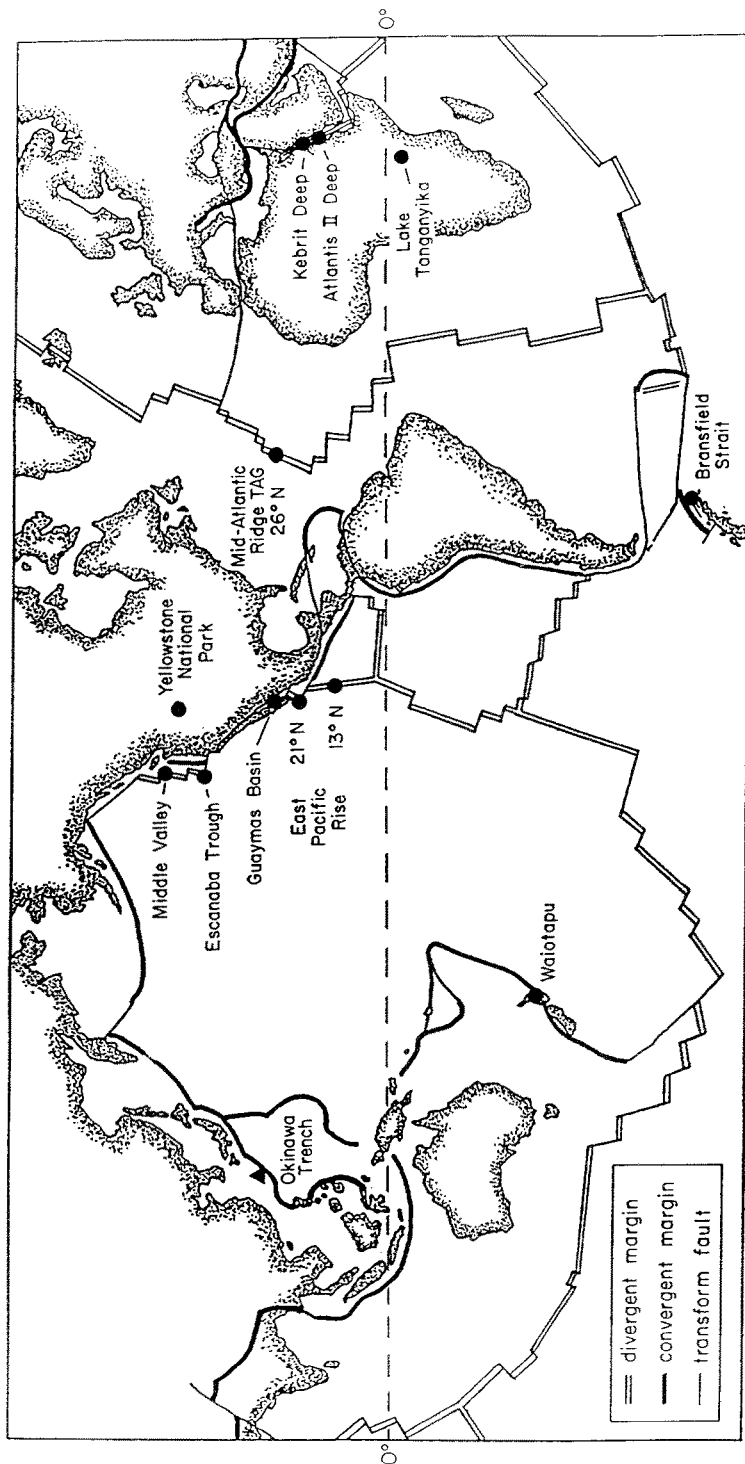 0°
0°
Kebrit Deep
Atlantis II Deep
Lake
Tanganyika
Mid-Atlantic
Ridge TAG
26° N
Bransfield
Strait
Yellowstone
National
Park
Guaymas Basin
21° N
13° N
East
Pacific
Rise
Middle Valley
Escanaba Trough
Waiotapu
Okinawa
Trench
divergent margin
convergent margin
transform fault